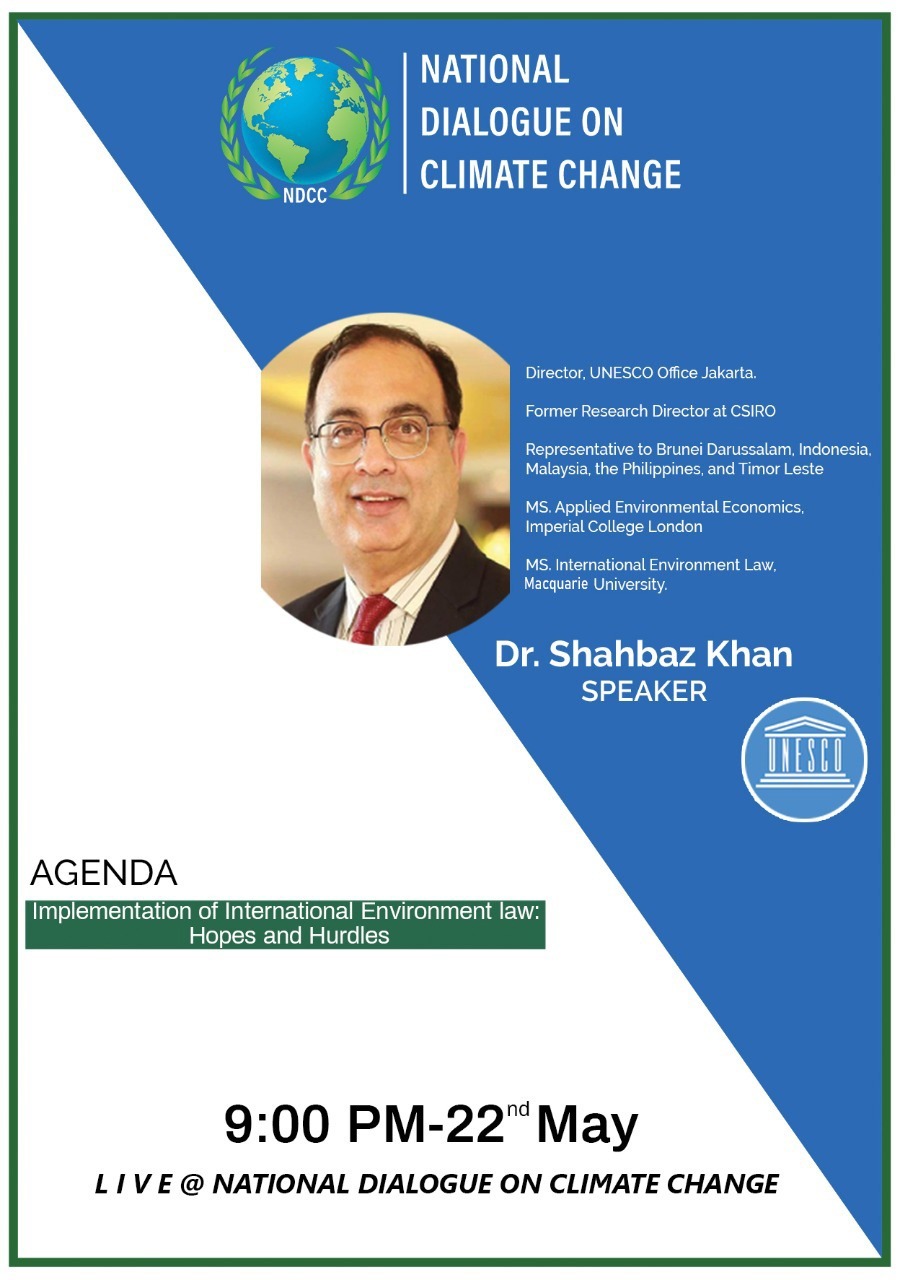 NATIONAL
DIALOGUE ON
CLIMATE CHANGE
NDCC
Director, UNESCO Office Jakarta.
Former Research Director at CSIRO
Representative to Brunei Darussalam, Indonesia,
Malaysia, the Philippines, and Timor Leste
MS. Applied Environmental Economics,
Imperial College London
MS. International Environment Law,
Macquarie University.
Dr. Shahbaz Khan
SPEAKER
UNESCO
AGENDA
Implementation of International Environment law:
Hopes and Hurdles
9:00 PM-22nd May
L I V E @ NATIONAL DIALOGUE ON CLIMATE CHANGE